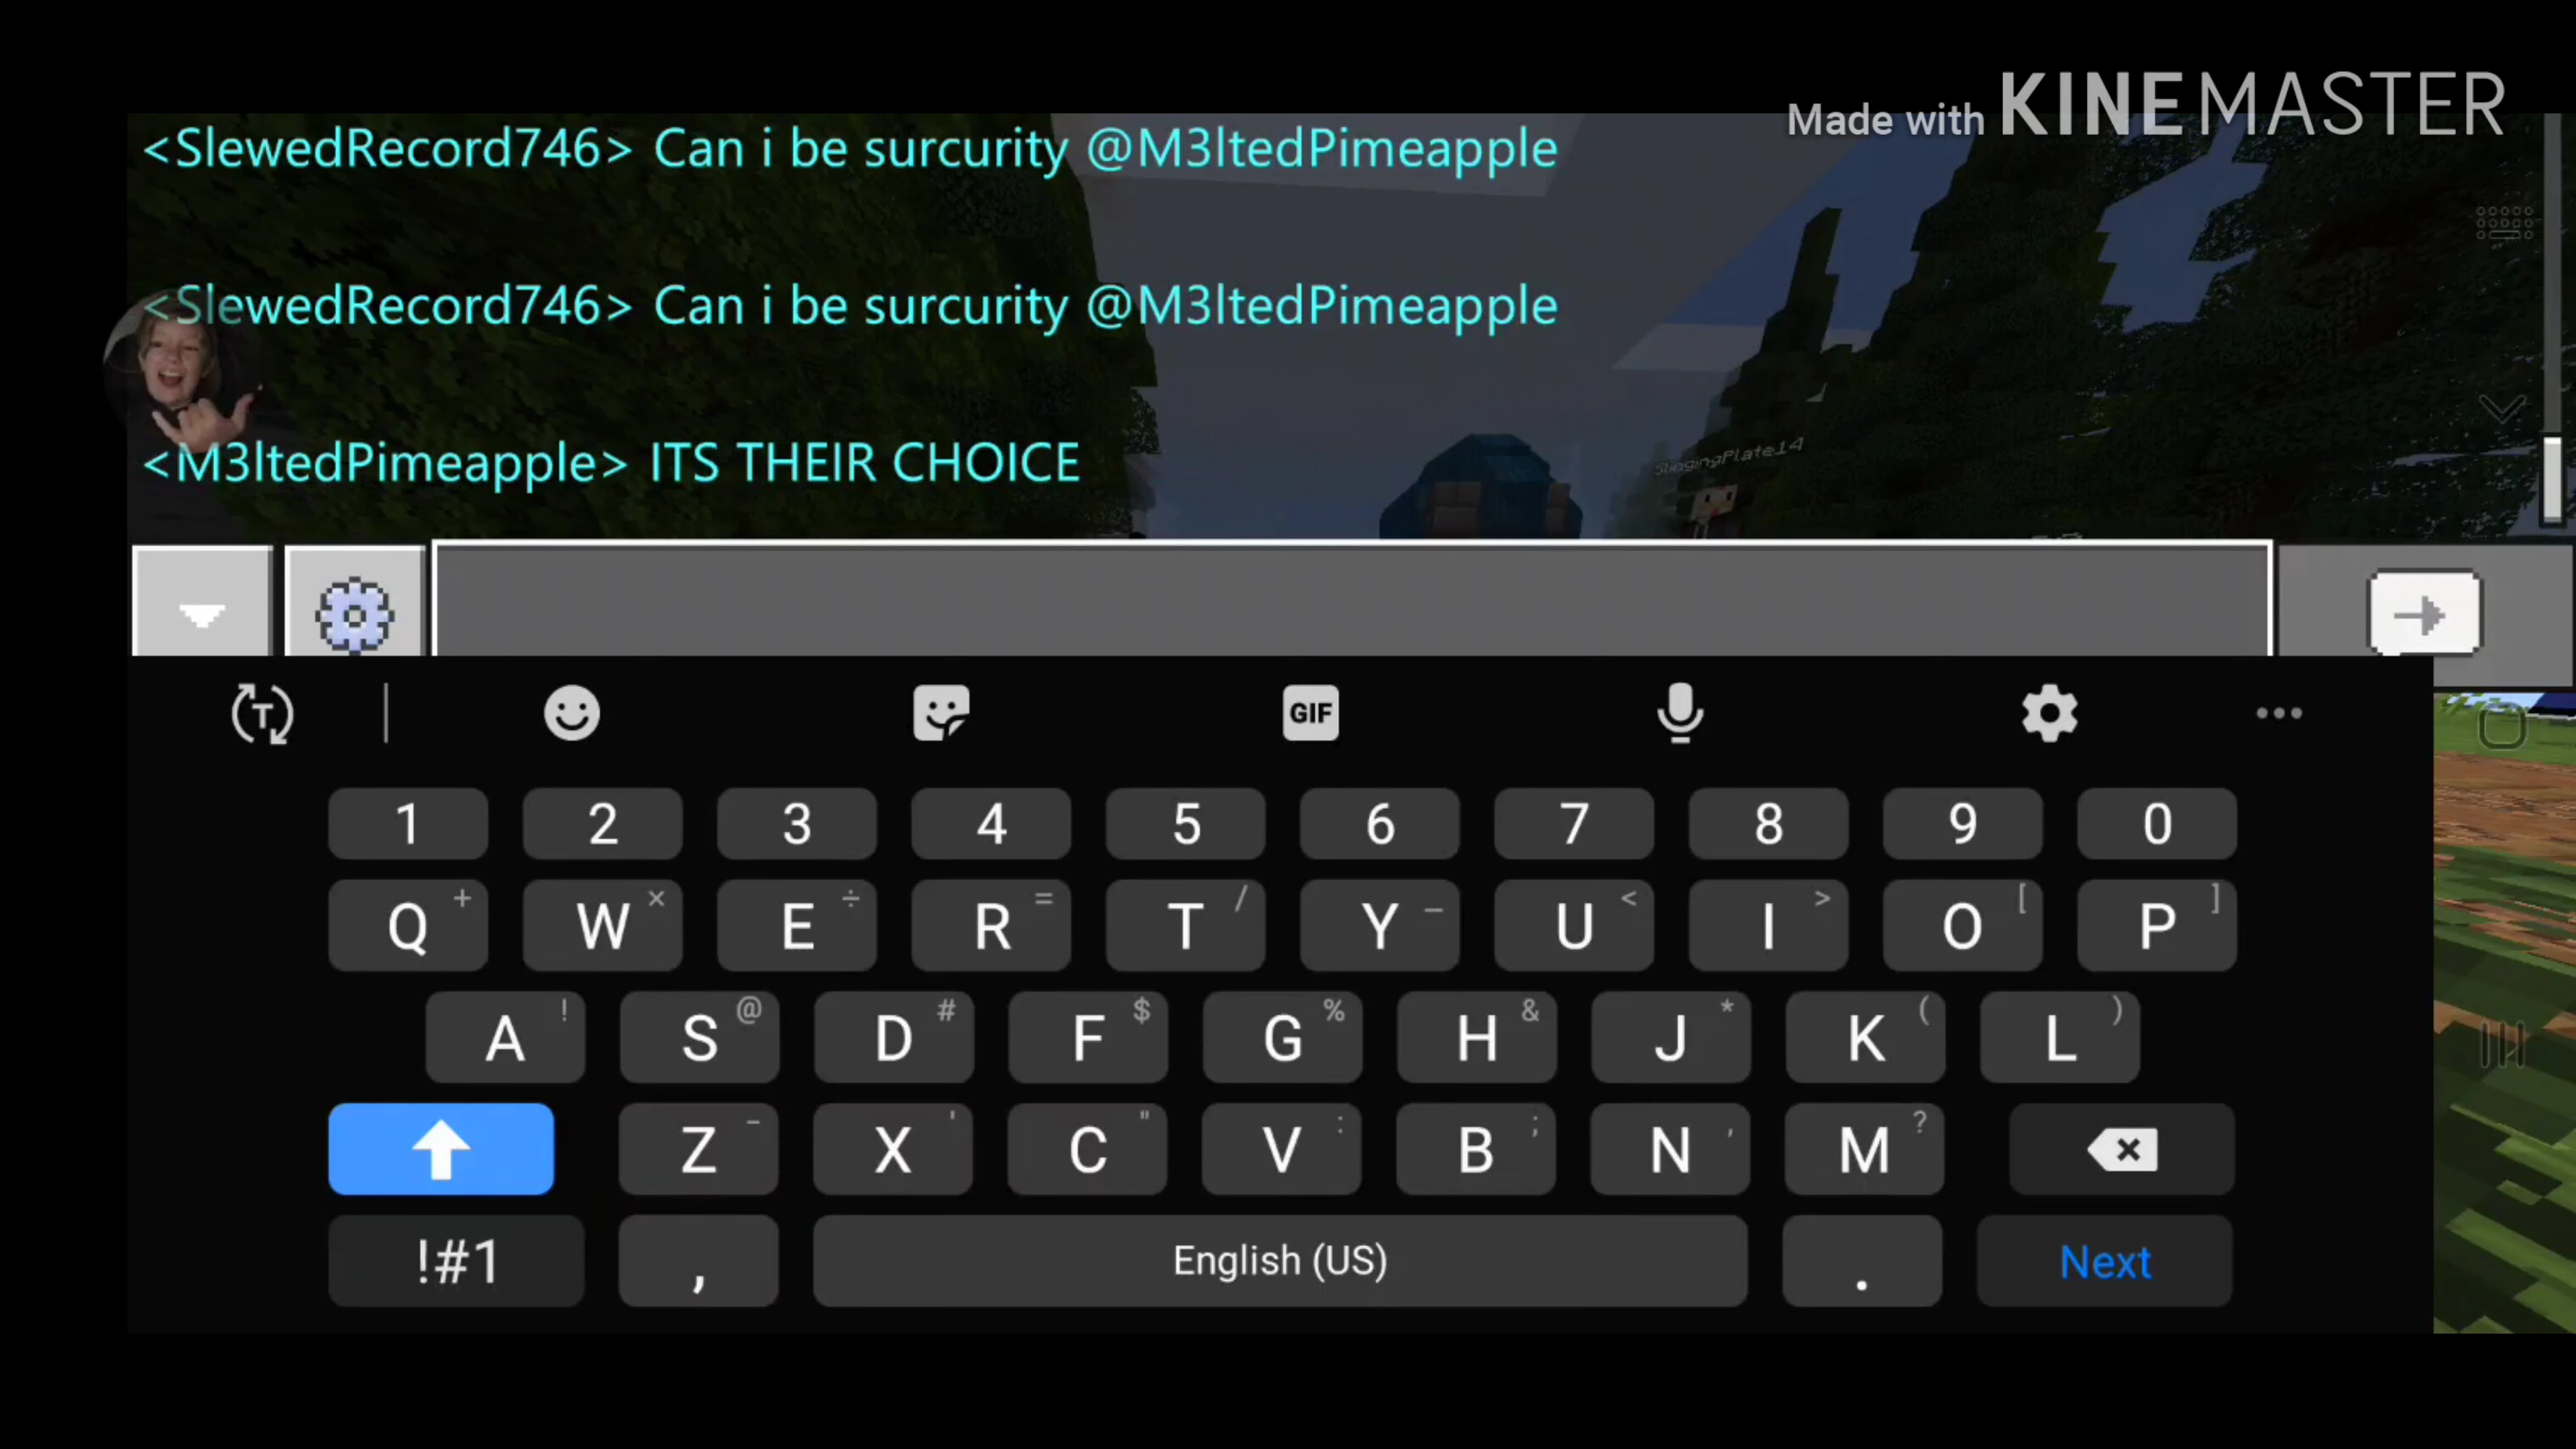 Made with KINEMASTER
<SlewedRecord746> Can i be surcurity @M3ltedPimeapple
<SlewedRecord746> Can i be surcurity @M3ltedPimeapple
<M3ltedPimeapple> ITS THEIR CHOICE
T
GIF
1 2 3 4 5 6 7 8 9 0
Q + W × E ÷ R = T / Y _ U < I > O [ P ]
A ! S @ D # F $ G % H & J * K ( L )
Z - X ' C " V : B ; N , M ?
!#1 , English (US) . Next